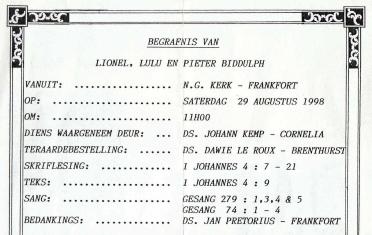 BEGRAFNIS VAN
LIONEL, LULU EN PIETER BIDDULPH
VANUIT: .................. N.G. KERK - FRANKFORT
OP: ...................... SATERDAG 29 AUGUSTUS 1998
OM: ...................... 11H00
DIENS WAARGENEEM DEUR: ... DS. JOHANN KEMP - CORNELIA
TERAARDEBESTELLING: ...... DS. DAWIE LE ROUX - BRENTHURST
SKRIFLESING: ............. 1 JOHANNES 4 : 7 - 21
TEKS: .................... 1 JOHANNES 4 : 9
SANG: .................... GESANG 279 : 1,3,4 & 5
GESANG 74 : 1 - 4
BEDANKINGS: .............. DS. JAN PRETORIUS - FRANKFORT